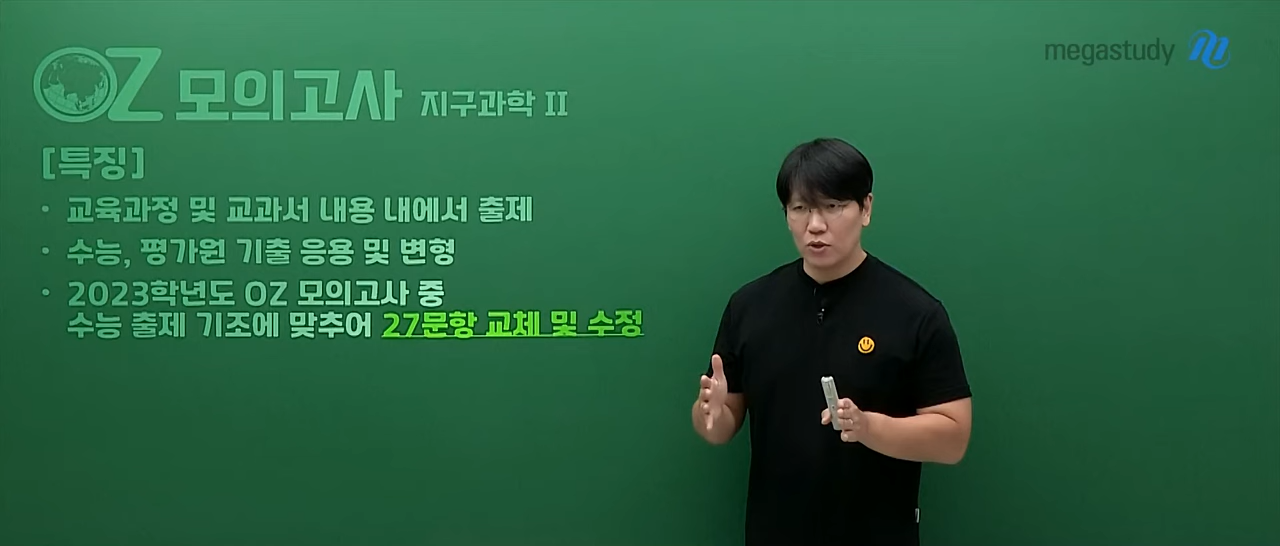 OZ 모의고사 지구과학 II
megastudy
[특징]
• 교육과정 및 교과서 내용 내에서 출제
• 수능, 평가원 기출 응용 및 변형
• 2023학년도 OZ 모의고사 중
수능 출제 기조에 맞추어 27문항 교체 및 수정